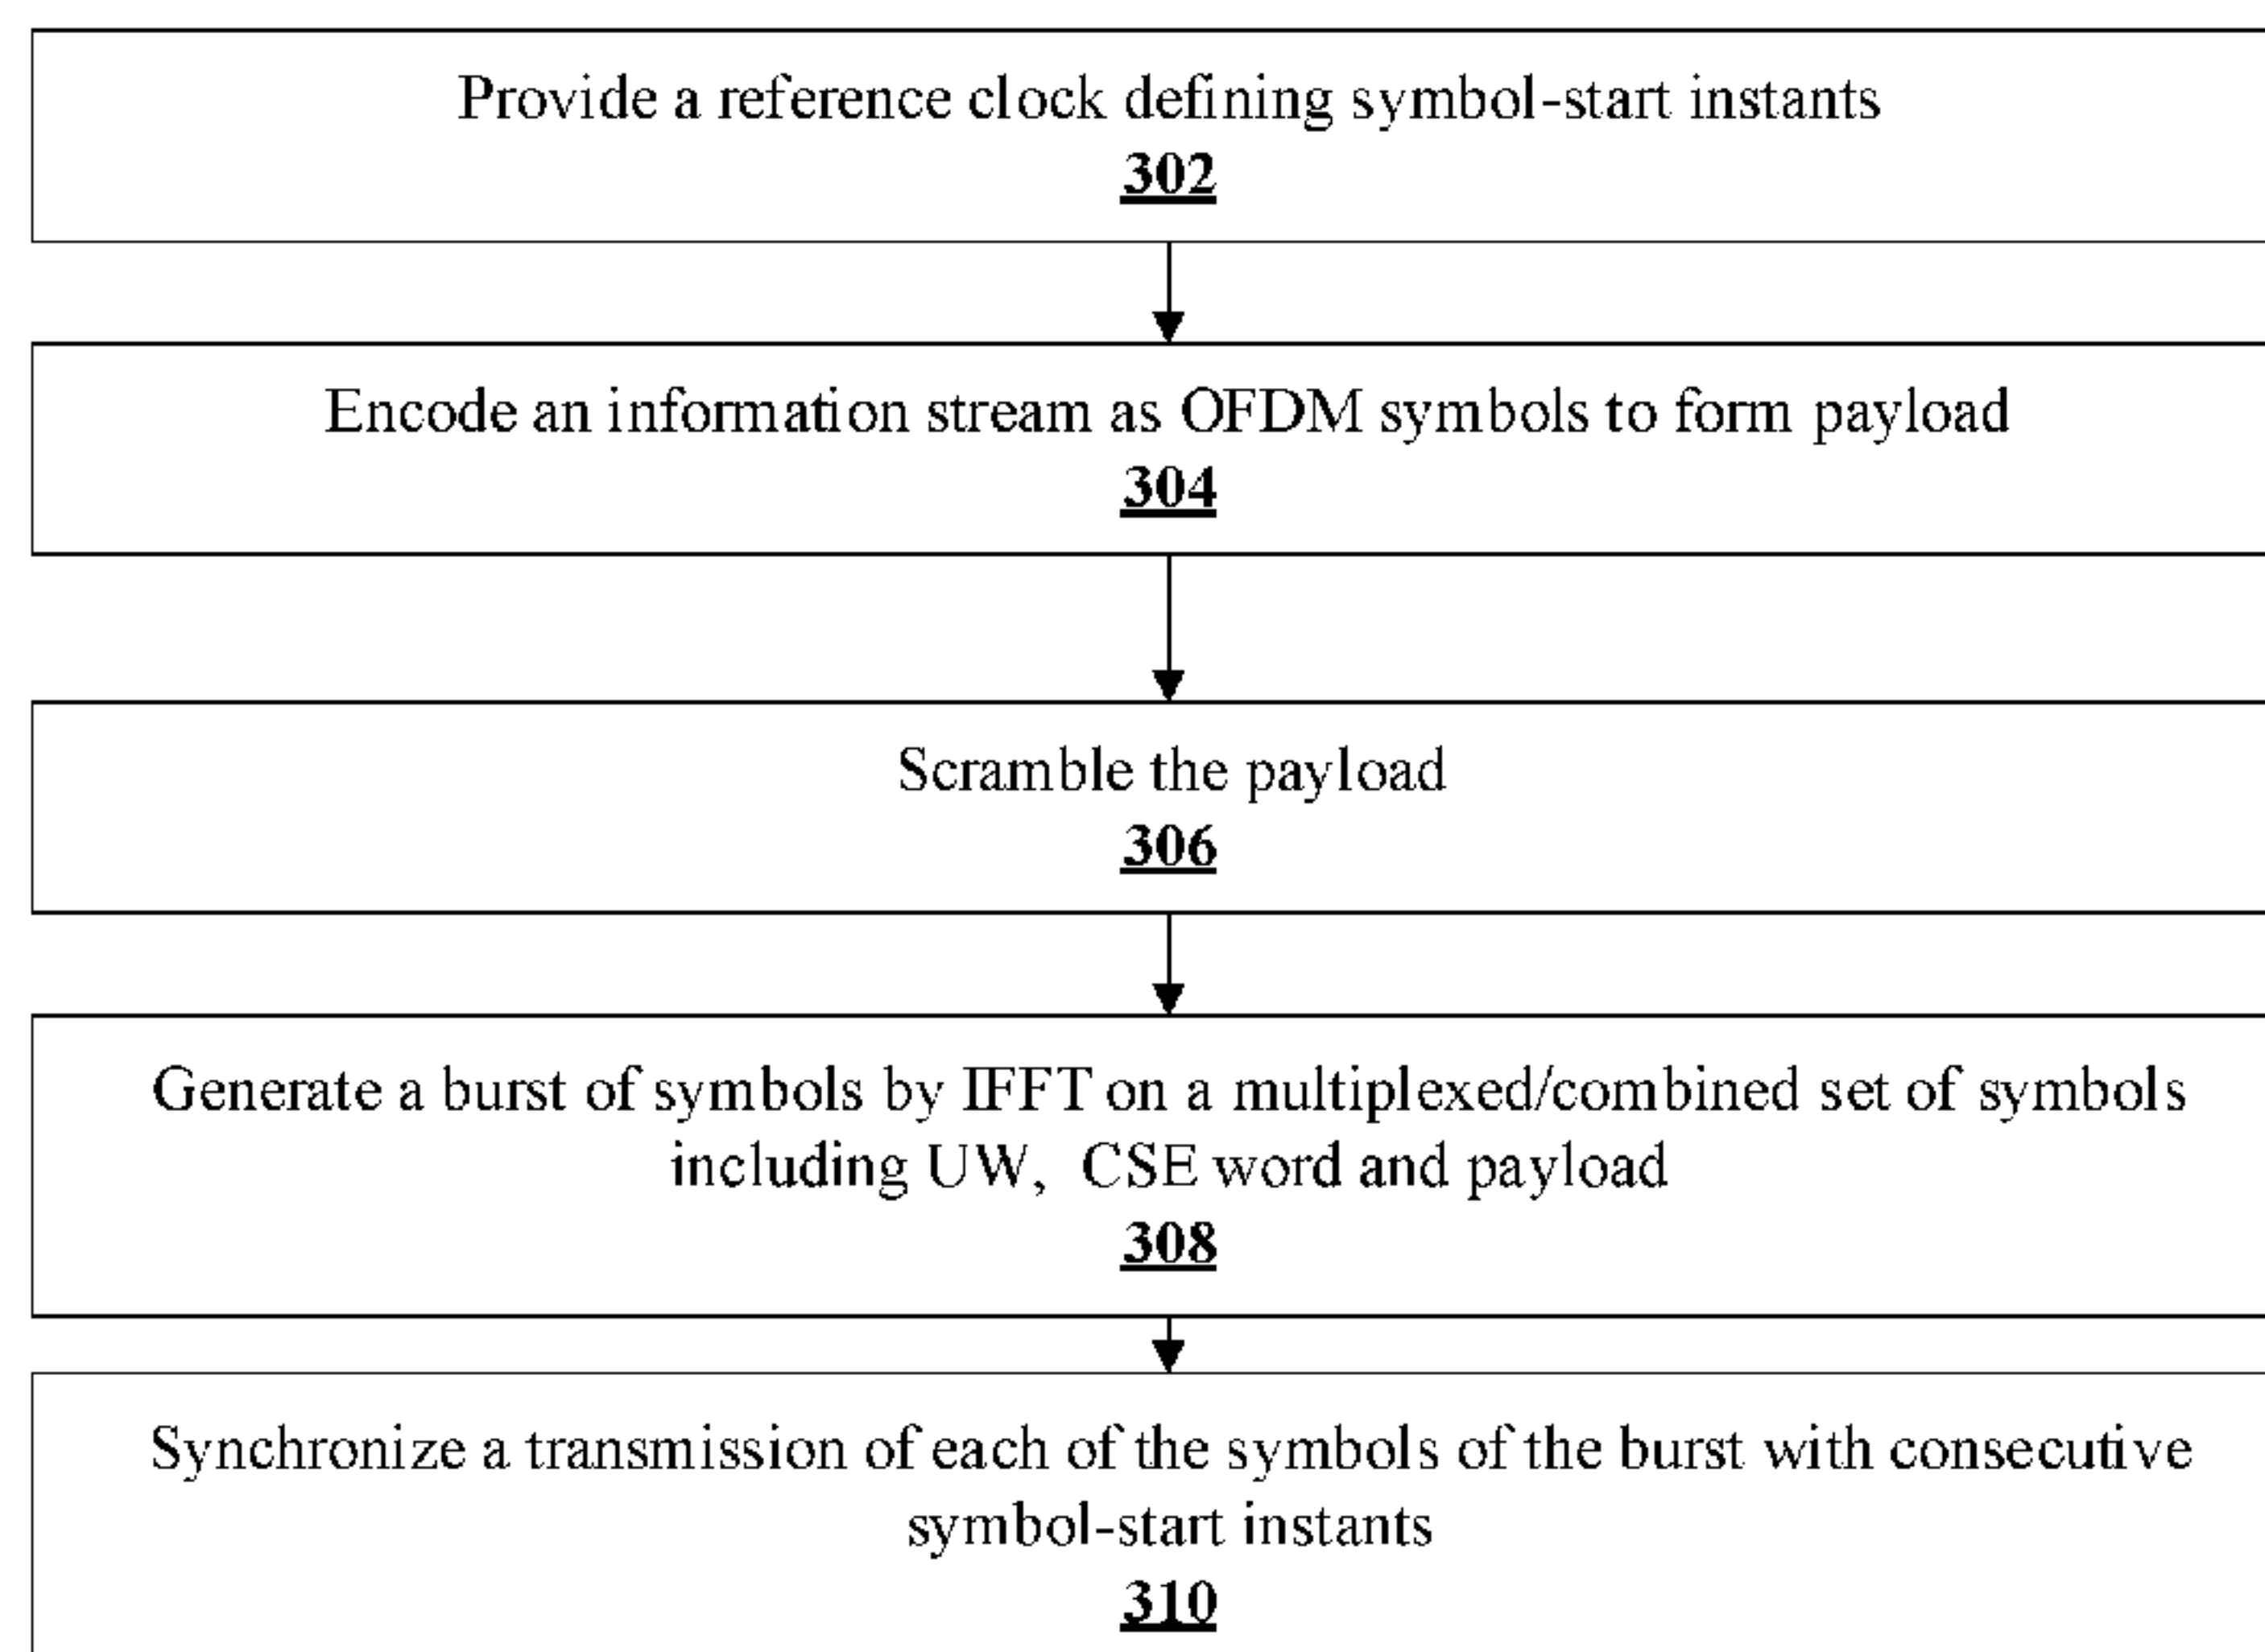 Provide a reference clock defining symbol-start instants
302
Encode an information stream as OFDM symbols to form payload
304
Scramble the payload
306
Generate a burst of symbols by IFFT on a multiplexed/combined set of symbols
including UW, CSE word and payload
308
Synchronize a transmission of each of the symbols of the burst with consecutive
symbol-start instants
310